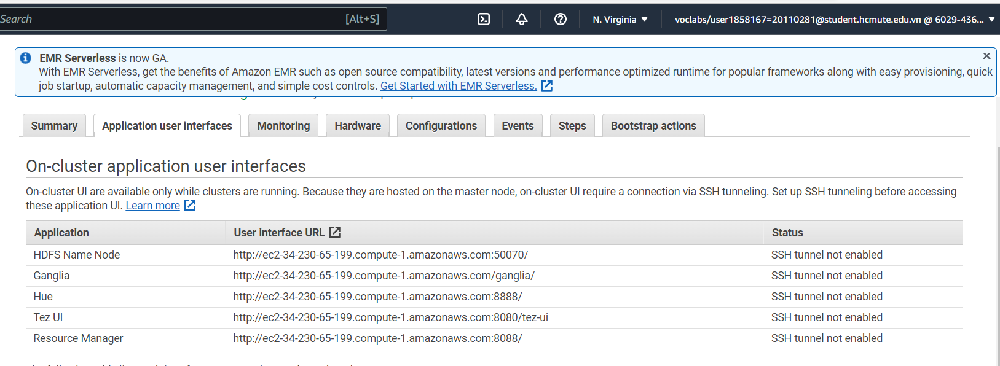 Search [Alt+S] N. Virginia voclabs/user1858167=20110281@student.hcmute.edu.vn @ 6029-436...
EMR Serverless is now GA.
With EMR Serverless, get the benefits of Amazon EMR such as open source compatibility, latest versions and performance optimized runtime for popular frameworks along with easy provisioning, quick
job startup, automatic capacity management, and simple cost controls. Get Started with EMR Serverless.
Summary Application user interfaces Monitoring Hardware Configurations Events Steps Bootstrap actions
On-cluster application user interfaces
On-cluster UI are available only while clusters are running. Because they are hosted on the master node, on-cluster UI require a connection via SSH tunneling. Set up SSH tunneling before accessing
these application UI. Learn more
Application User interface URL Status
HDFS Name Node http://ec2-34-230-65-199.compute-1.amazonaws.com:50070/ SSH tunnel not enabled
Ganglia http://ec2-34-230-65-199.compute-1.amazonaws.com/ganglia/ SSH tunnel not enabled
Hue http://ec2-34-230-65-199.compute-1.amazonaws.com:8888/ SSH tunnel not enabled
Tez UI http://ec2-34-230-65-199.compute-1.amazonaws.com:8080/tez-ui SSH tunnel not enabled
Resource Manager http://ec2-34-230-65-199.compute-1.amazonaws.com:8088/ SSH tunnel not enabled